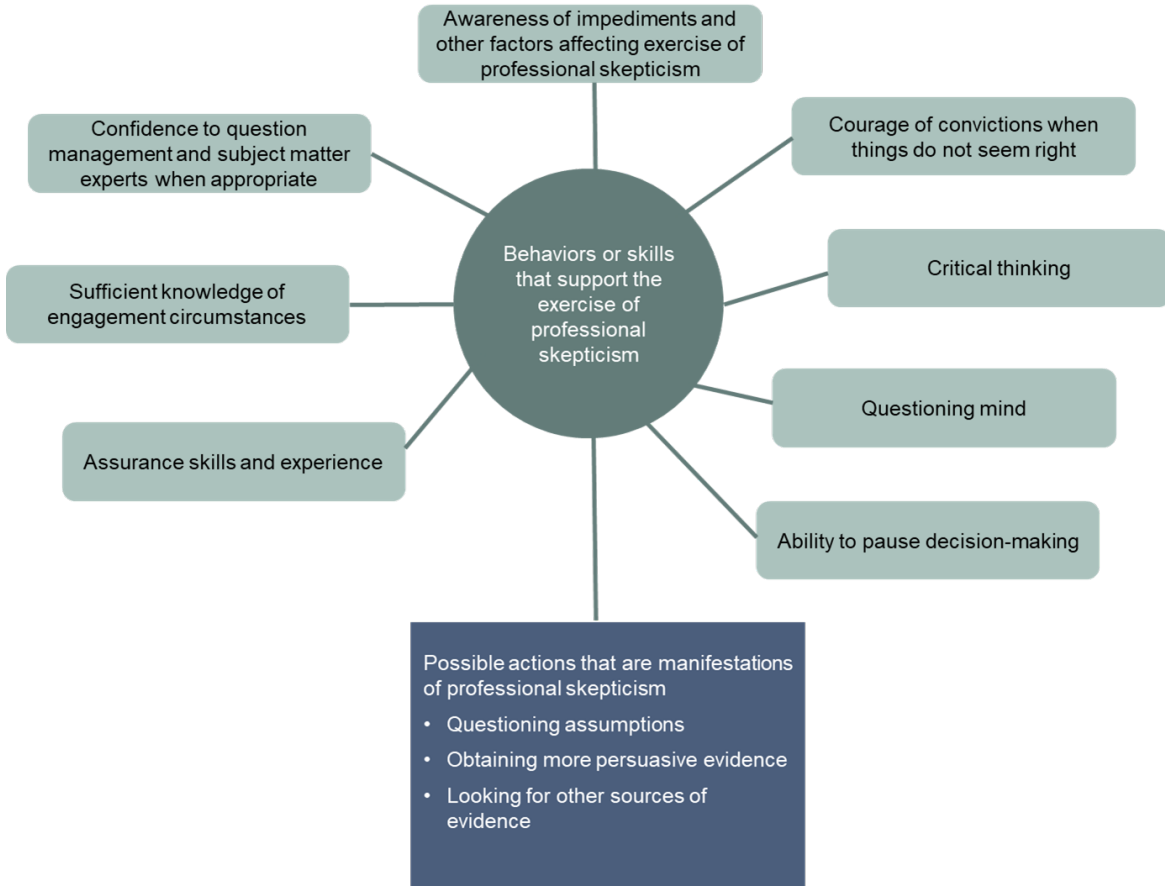 Awareness of impediments and
other factors affecting exercise of
professional skepticism
Confidence to question
management and subject matter
experts when appropriate
Courage of convictions when
things do not seem right
Behaviors or skills
that support the
exercise of
professional
skepticism
Critical thinking
Sufficient knowledge of
engagement circumstances
Questioning mind
Assurance skills and experience
Ability to pause decision-making
Possible actions that are manifestations
of professional skepticism
• Questioning assumptions
• Obtaining more persuasive evidence
• Looking for other sources of
evidence